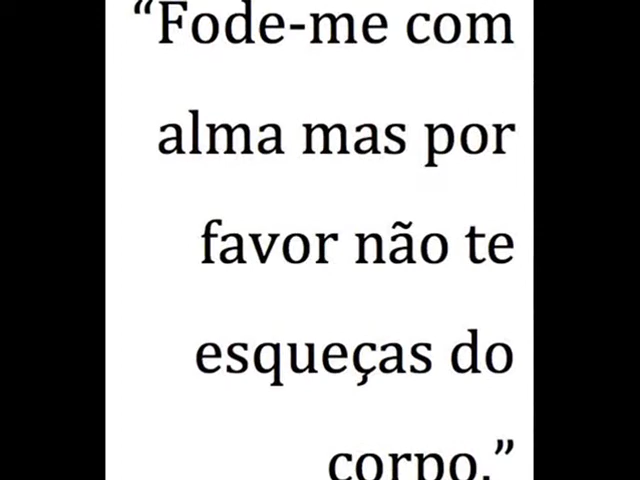 “Fode-me com
alma mas por
favor não te
esqueças do
corpo.”